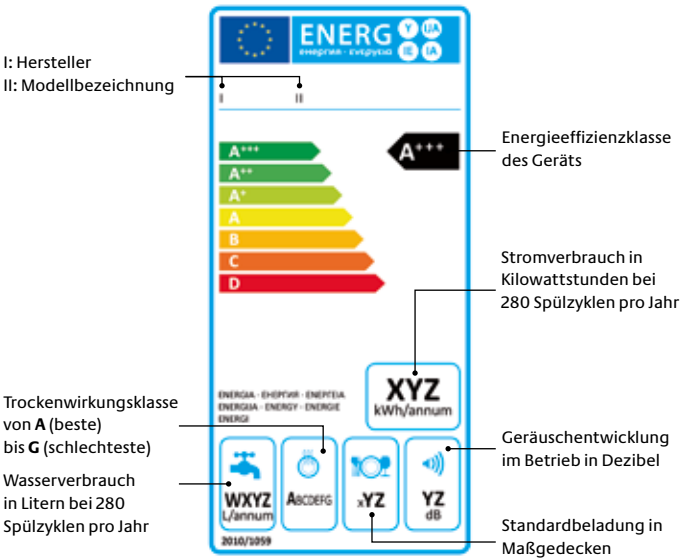 ENERG Y UA
енергия · ενεργεια IE IA
I: Hersteller
II: Modellbezeichnung
I II
A+++
A++
A+
A
B
C
D
A+++
Energieeffizienzklasse
des Geräts
Stromverbrauch in
Kilowattstunden bei
280 Spülzyklen pro Jahr
XYZ
kWh/annum
ENERGIA · ЕНЕРГИЯ · ΕΝΕΡΓΕΙΑ
ENERGIJA · ENERGY · ENERGIE
ENERGI
Trockenwirkungsklasse
von A (beste)
bis G (schlechteste)
Wasserverbrauch
in Litern bei 280
Spülzyklen pro Jahr
WXYZ
L/annum
ABCDEFG
xYZ
YZ
dB
Geräuschentwicklung
im Betrieb in Dezibel
Standardbeladung in
Maßgedecken
2010/1059